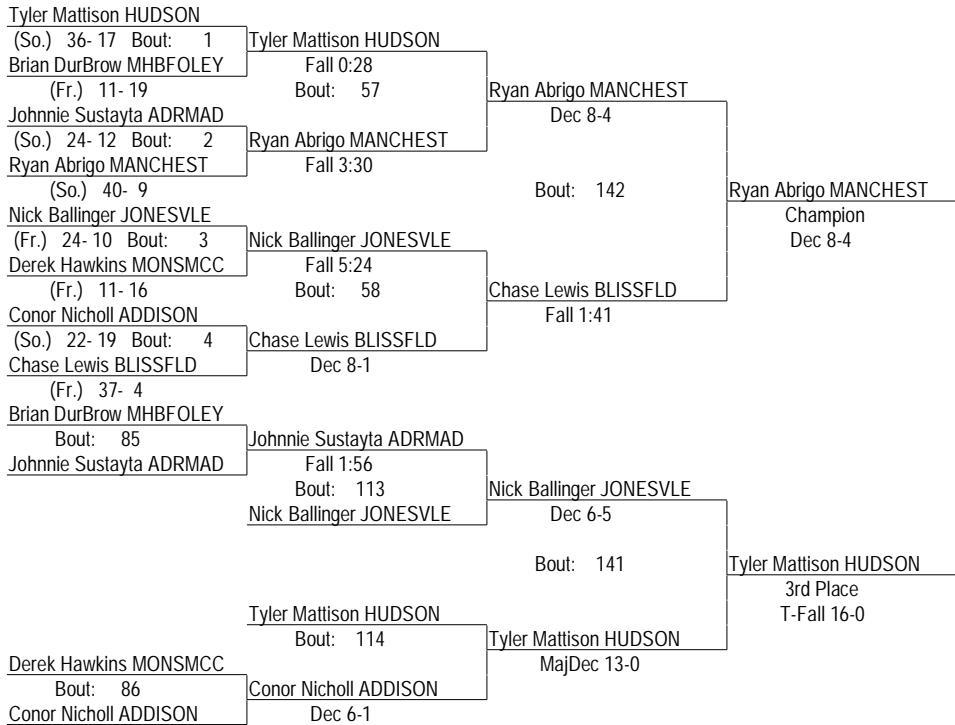 Tyler Mattison HUDSON
(So.) 36- 17 Bout: 1 Tyler Mattison HUDSON
Brian DurBrow MHBFOLEY Fall 0:28
(Fr.) 11- 19 Bout: 57 Ryan Abrigo MANCHEST
Johnnie Sustayta ADRMAD Dec 8-4
(So.) 24- 12 Bout: 2 Ryan Abrigo MANCHEST
Ryan Abrigo MANCHEST Fall 3:30
(So.) 40- 9 Bout: 142 Ryan Abrigo MANCHEST
Nick Ballinger JONESVLE Champion
(Fr.) 24- 10 Bout: 3 Nick Ballinger JONESVLE Dec 8-4
Derek Hawkins MONSMCC Fall 5:24
(Fr.) 11- 16 Bout: 58 Chase Lewis BLISSFLD
Conor Nicholl ADDISON Fall 1:41
(So.) 22- 19 Bout: 4 Chase Lewis BLISSFLD
Chase Lewis BLISSFLD Dec 8-1
(Fr.) 37- 4
Brian DurBrow MHBFOLEY
Bout: 85 Johnnie Sustayta ADRMAD
Johnnie Sustayta ADRMAD Fall 1:56
Bout: 113 Nick Ballinger JONESVLE
Nick Ballinger JONESVLE Dec 6-5
Bout: 141 Tyler Mattison HUDSON
3rd Place
Tyler Mattison HUDSON T-Fall 16-0
Bout: 114 Tyler Mattison HUDSON
Derek Hawkins MONSMCC MajDec 13-0
Bout: 86 Conor Nicholl ADDISON
Conor Nicholl ADDISON Dec 6-1